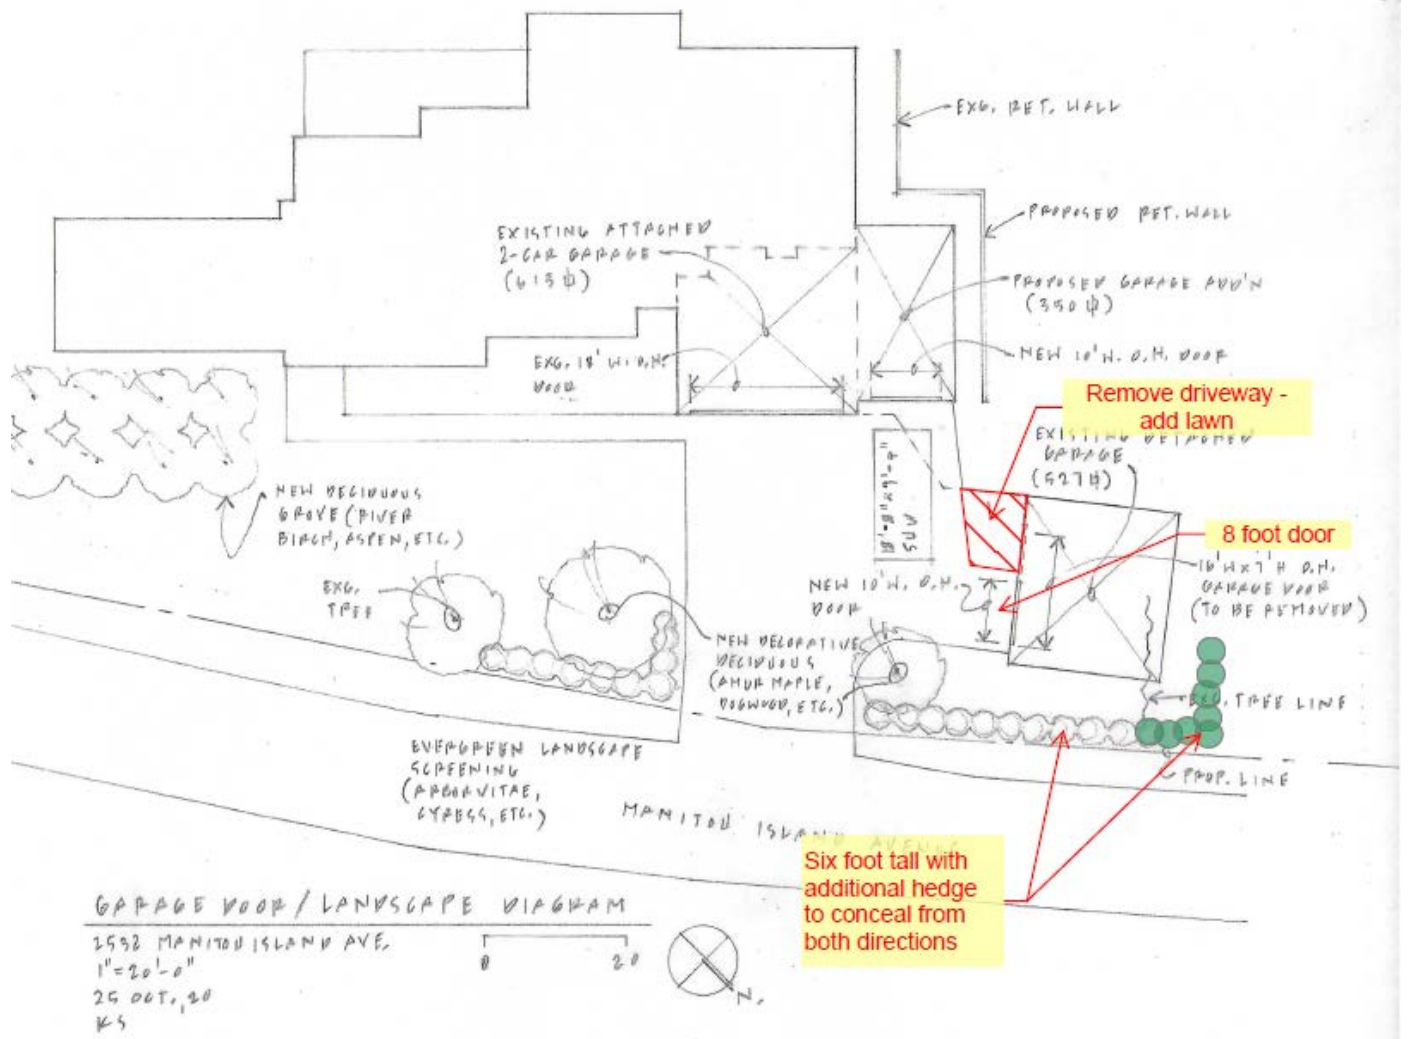 EXG. RET. WALL
PROPOSED RET. WALL
EXISTING ATTACHED
2-CAR GARAGE
(615 ⌀)
PROPOSED GARAGE ADD'N
(350 ⌀)
NEW 10' W. O.H. DOOR
EXG. 18' W. O.H.
DOOR
Remove driveway -
add lawn
EXISTING DETACHED
GARAGE
(527 ⌀)
SUV
8 foot door
16' W x 7' H O.H.
GARAGE DOOR
(TO BE REMOVED)
NEW 10' W. O.H.
DOOR
NEW DECIDUOUS
GROVE (RIVER
BIRCH, ASPEN, ETC.)
EXG.
TREE
NEW DECORATIVE
DECIDUOUS
(AMUR MAPLE,
DOGWOOD, ETC.)
EXG. TREE LINE
PROP. LINE
EVERGREEN LANDSCAPE
SCREENING
(ARBORVITAE,
CYPRESS, ETC.)
MANITOU ISLAND AVENUE
Six foot tall with
additional hedge
to conceal from
both directions
GARAGE DOOR / LANDSCAPE DIAGRAM
2532 MANITOU ISLAND AVE.
1" = 20'-0"
25 OCT., 20
KS
0 20
N.